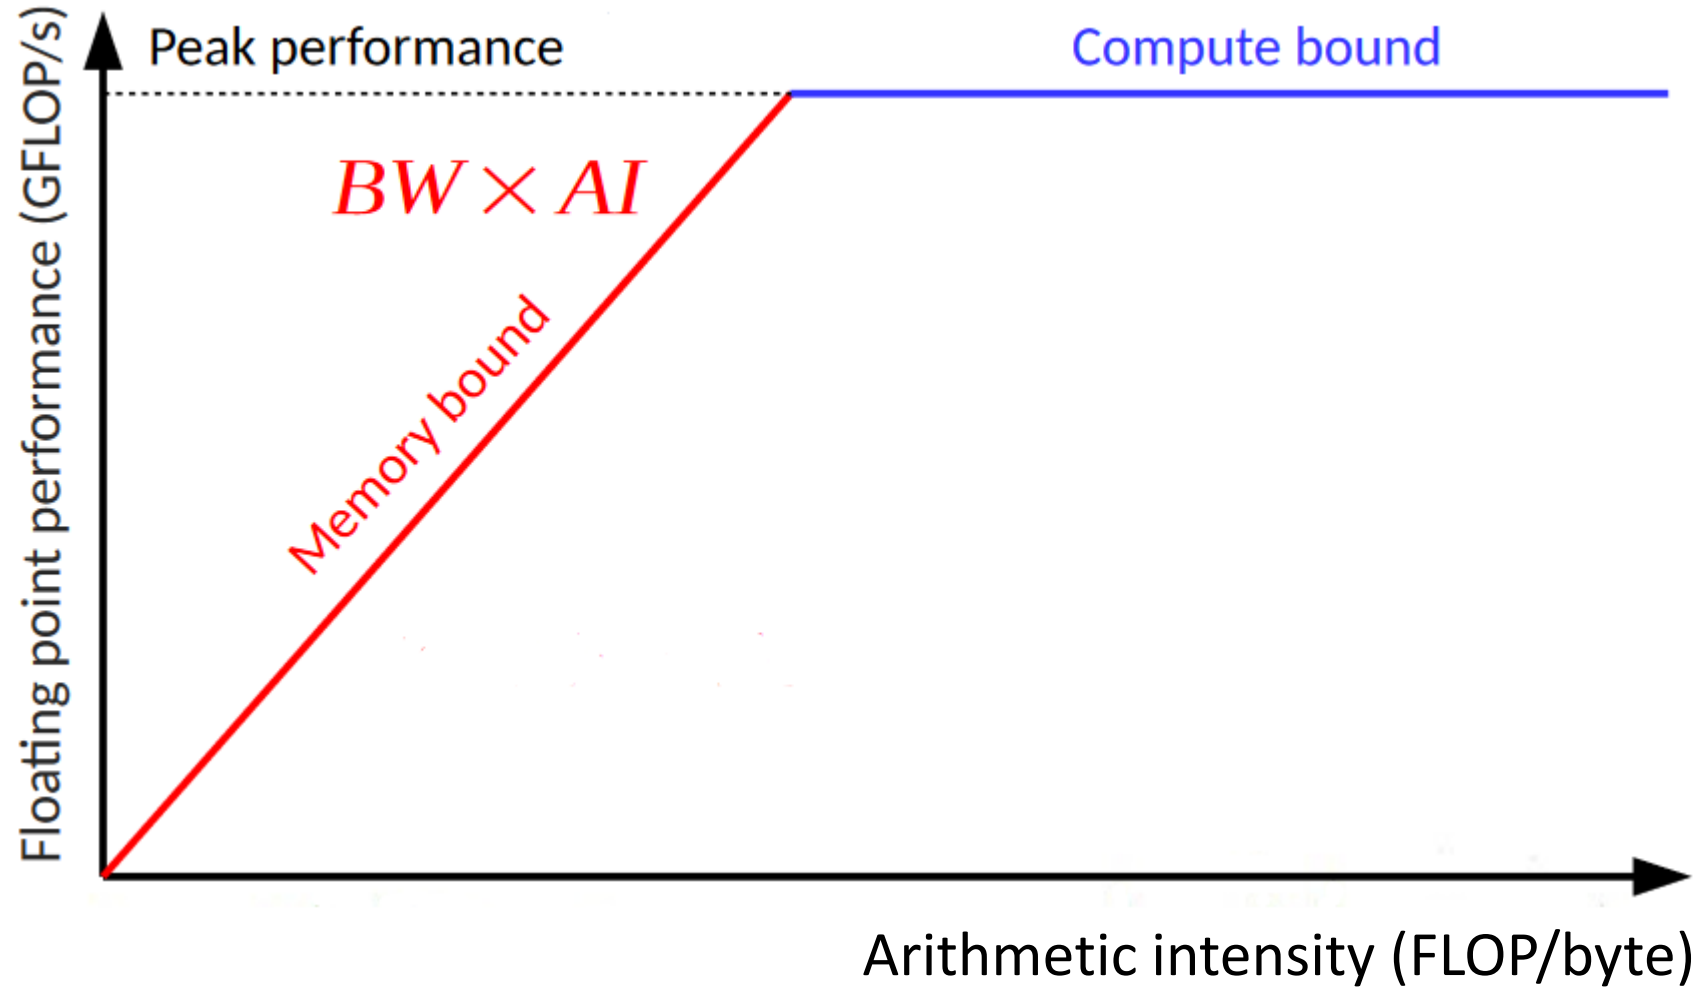 Floating point performance (GFLOP/s)
Peak performance
Compute bound
BW × AI
Memory bound
Arithmetic intensity (FLOP/byte)